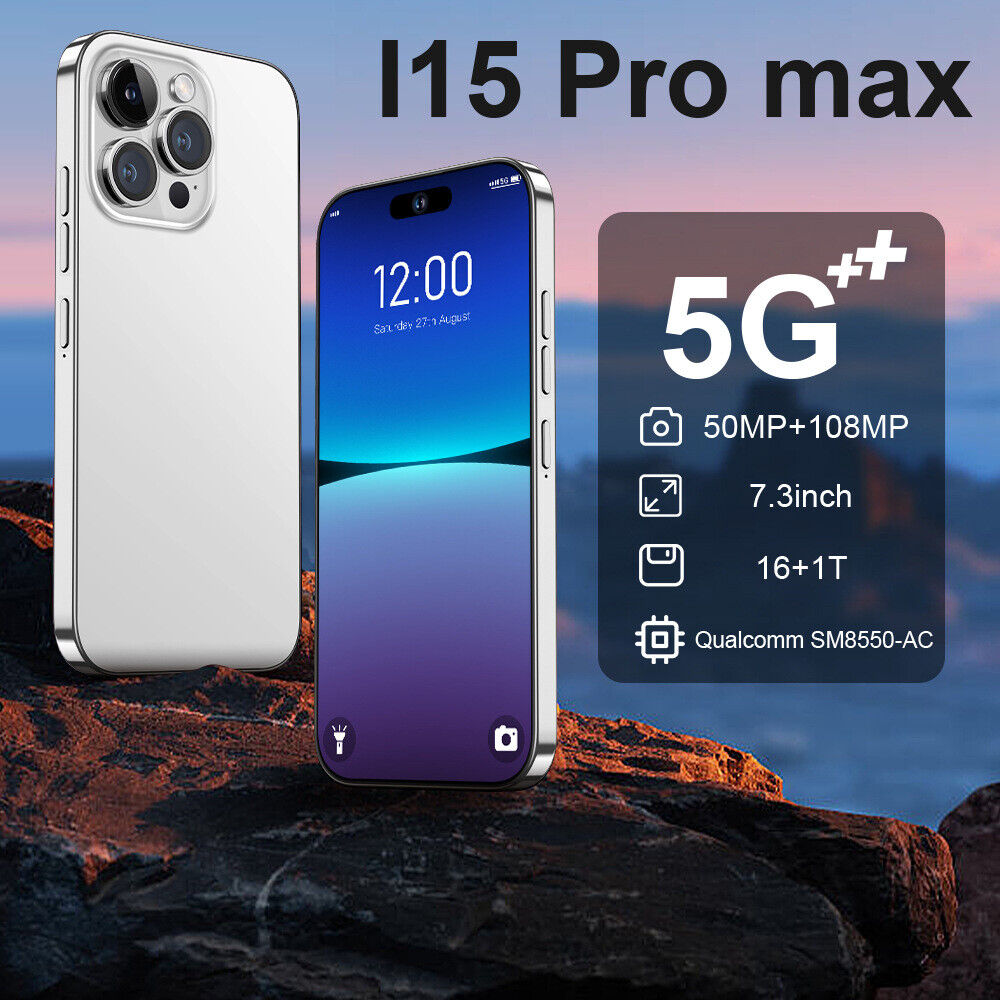 I15 Pro max
5G
12:00
Saturday 27th August
5G++
50MP+108MP
7.3inch
16+1T
Qualcomm SM8550-AC